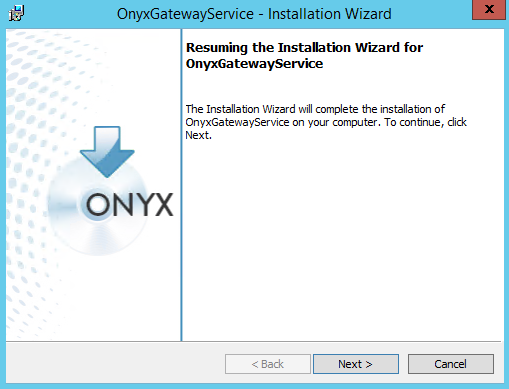 OnyxGatewayService - Installation Wizard
x
Resuming the Installation Wizard for
OnyxGatewayService
The Installation Wizard will complete the installation of
OnyxGatewayService on your computer. To continue, click
Next.
ONYX
< Back
Next >
Cancel